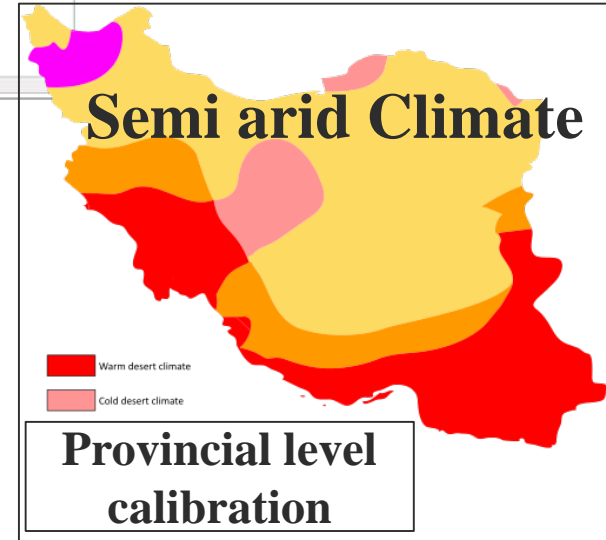 Semi arid Climate
Warm desert climate
Cold desert climate
Provincial level
calibration